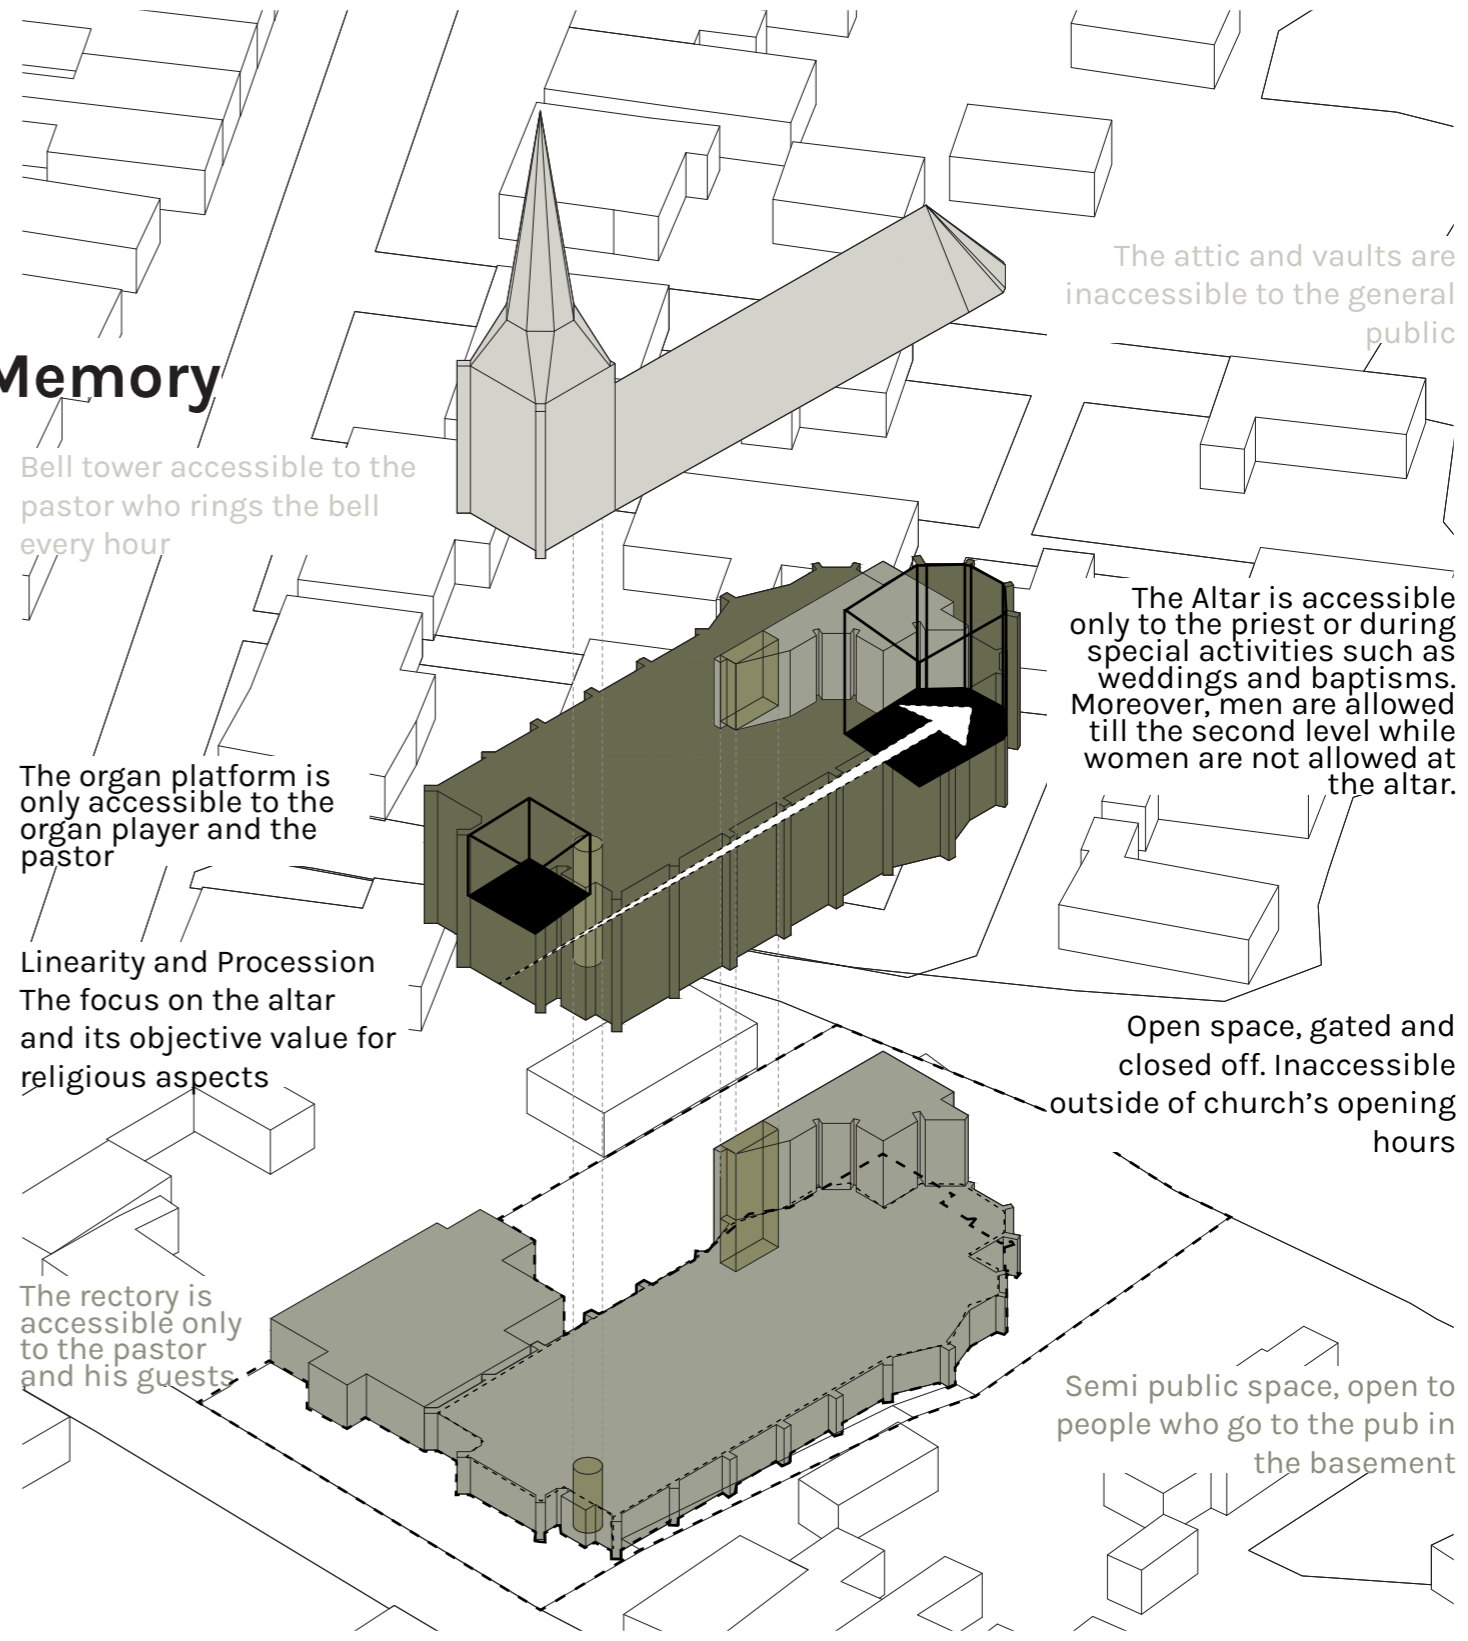 The attic and vaults are
inaccessible to the general
public
Memory
Bell tower accessible to the
pastor who rings the bell
every hour
The Altar is accessible
only to the priest or during
special activities such as
weddings and baptisms.
Moreover, men are allowed
till the second level while
women are not allowed at
the altar.
The organ platform is
only accessible to the
organ player and the
pastor
Linearity and Procession
The focus on the altar
and its objective value for
religious aspects
Open space, gated and
closed off. Inaccessible
outside of church’s opening
hours
The rectory is
accessible only
to the pastor
and his guests
Semi public space, open to
people who go to the pub in
the basement